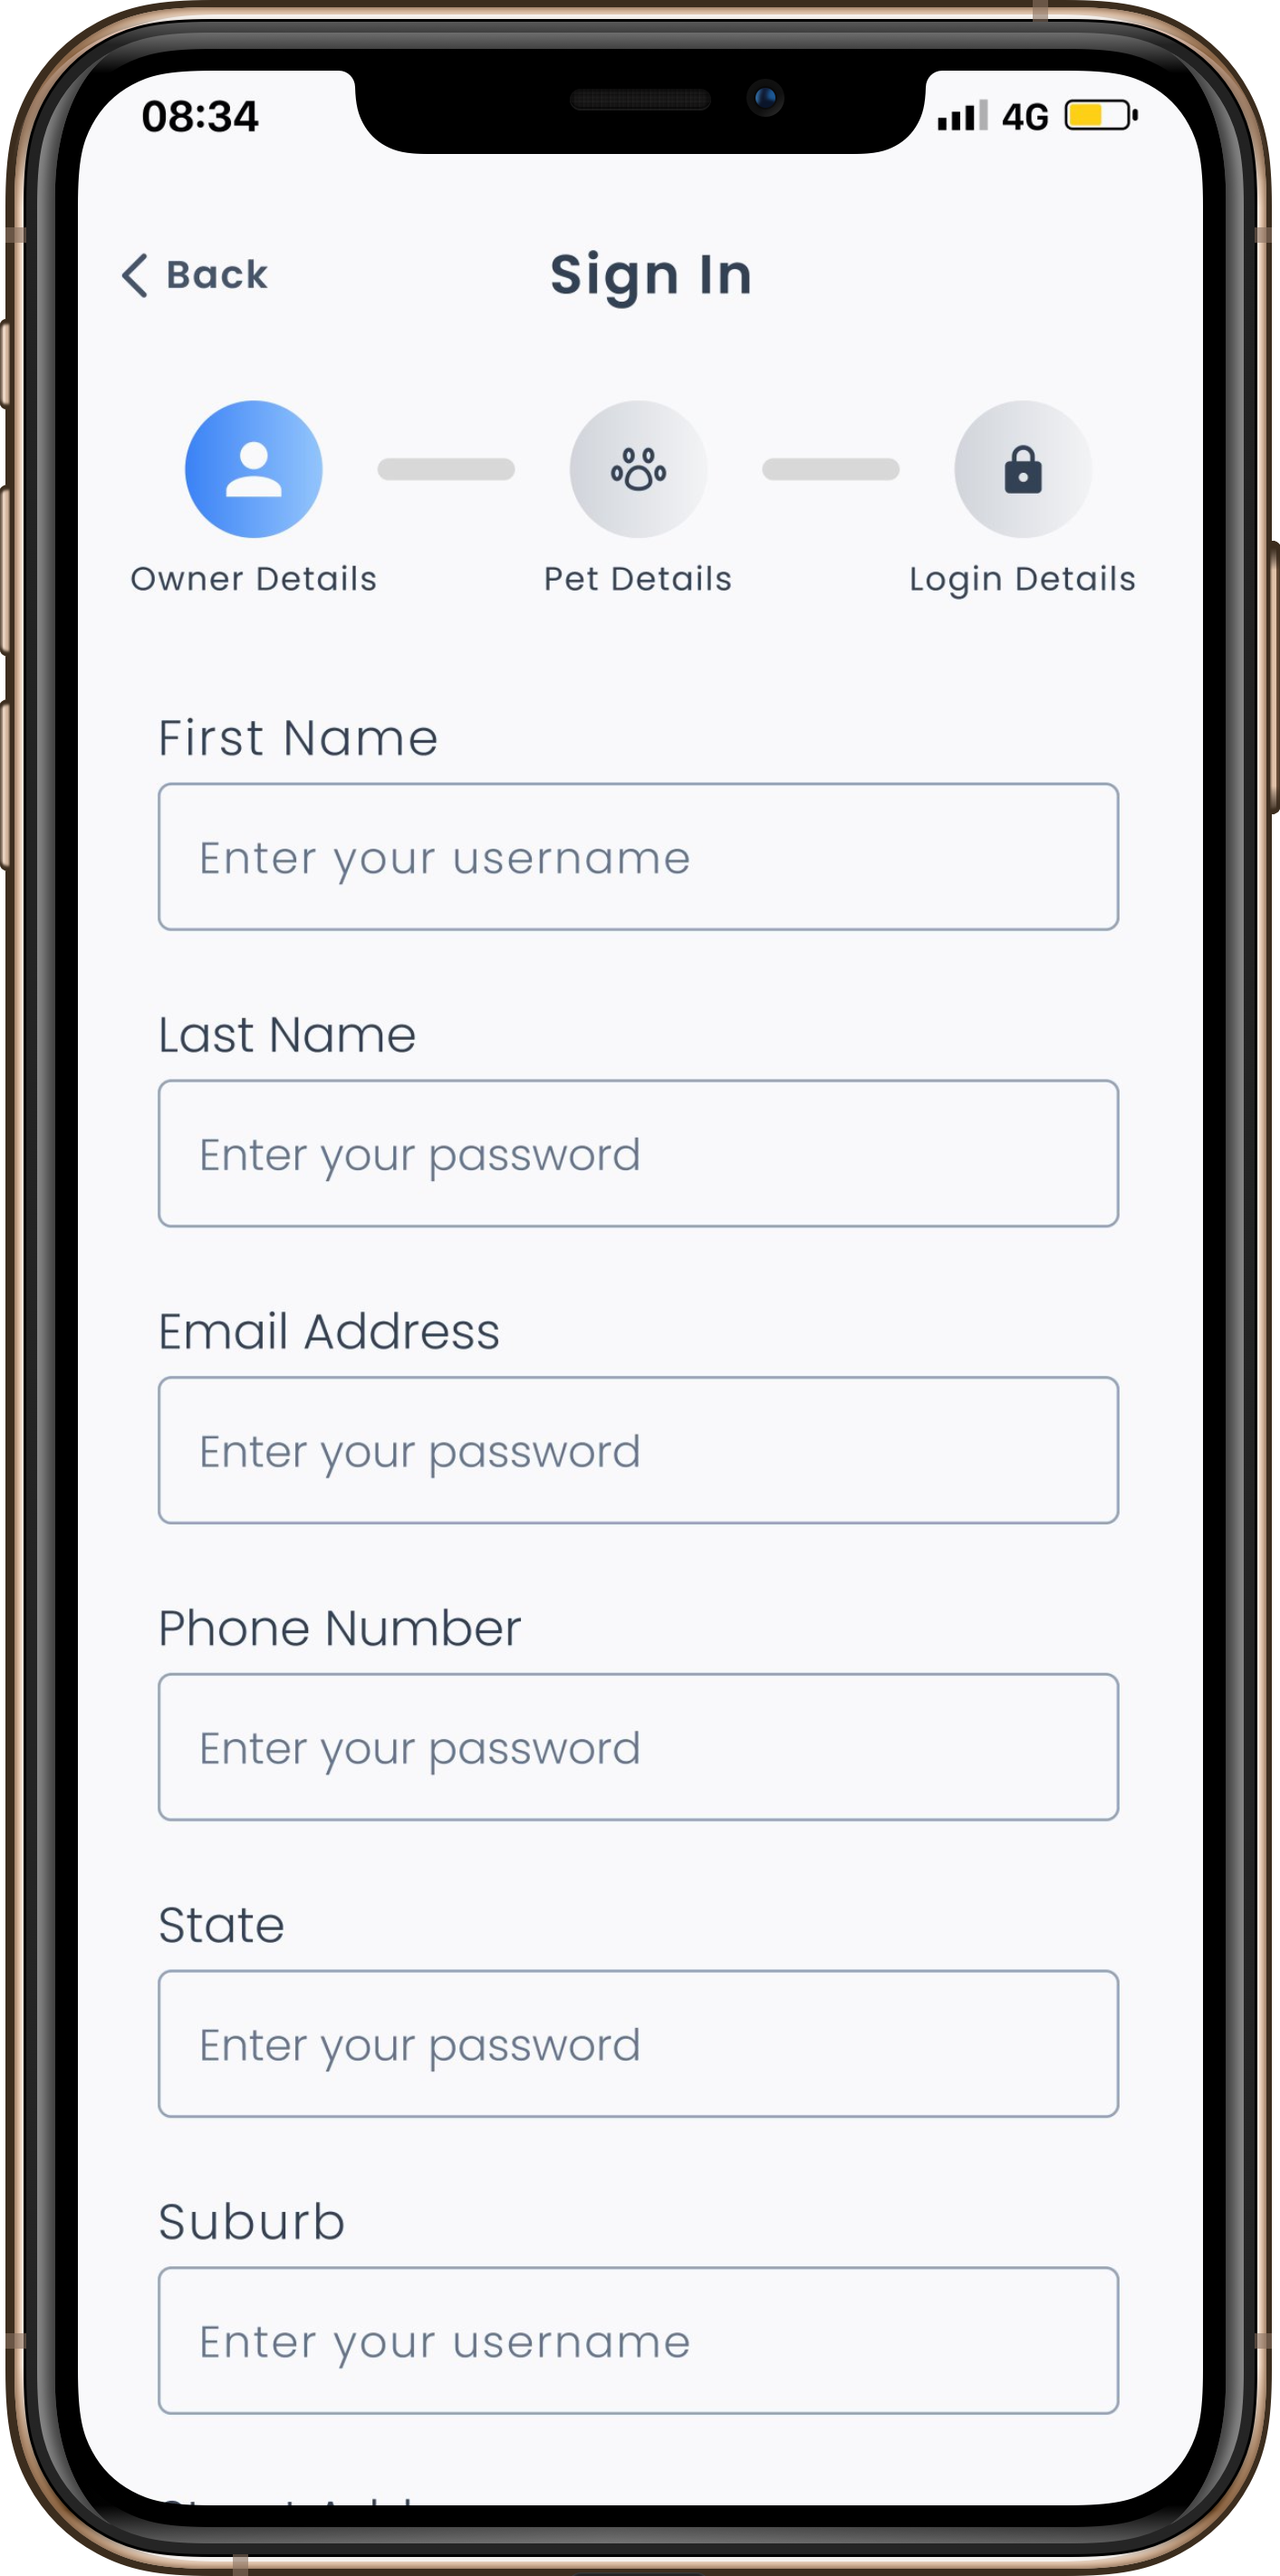 08:34
4G
Back
Sign In
Owner Details
Pet Details
Login Details
First Name
Enter your username
Last Name
Enter your password
Email Address
Enter your password
Phone Number
Enter your password
State
Enter your password
Suburb
Enter your username